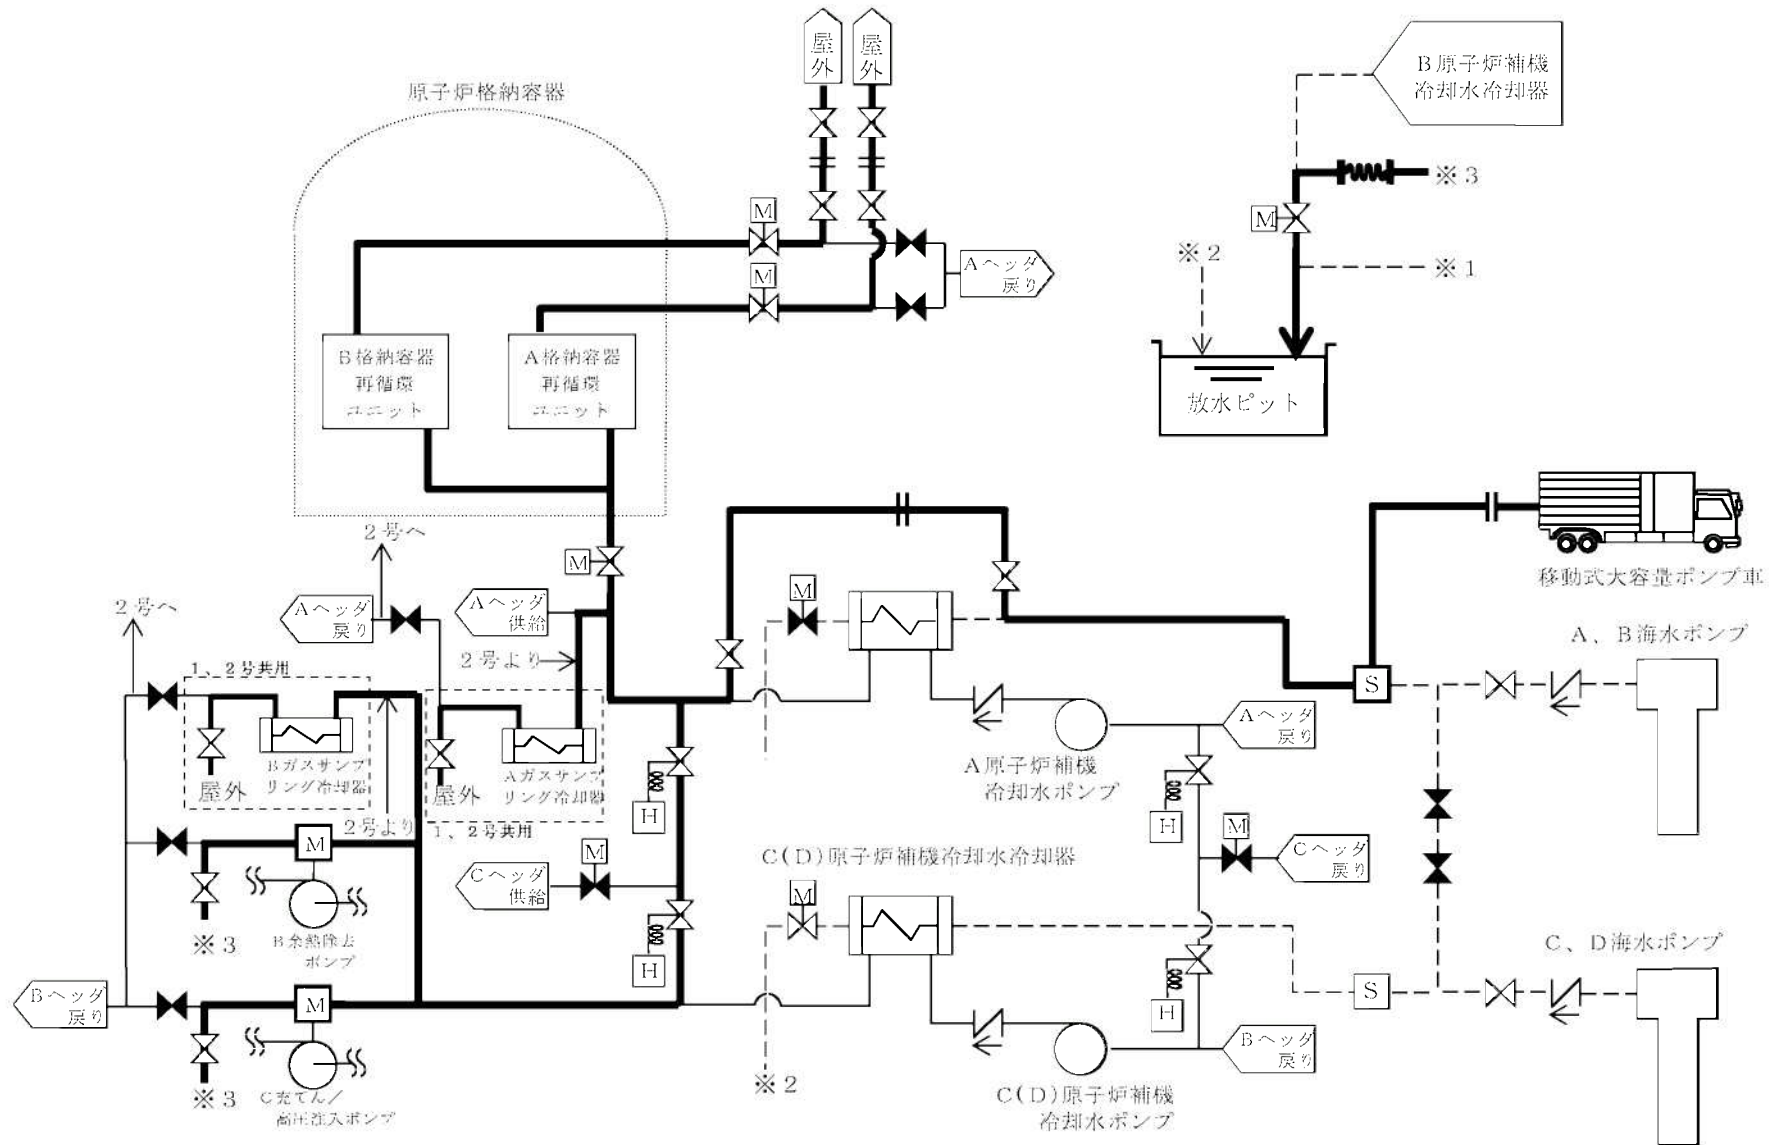 屋外
屋外
B原子炉補機
冷却水冷却器
原子炉格納容器
※3
M
M
※2
※1
Aヘッダ
戻り
M
B格納容器
再循環
ユニット
A格納容器
再循環
ユニット
放水ピット
2号へ
M
移動式大容量ポンプ車
2号へ
Aヘッダ
戻り
Aヘッダ
供給
M
A、B海水ポンプ
1、2号共用
2号より
S
Aヘッダ
戻り
Bガスサンプ
リング冷却器
屋外
Aガスサンプ
リング冷却器
屋外
A原子炉補機
冷却水ポンプ
H
H
2号より
1、2号共用
M
M
M
C(D)原子炉補機冷却水冷却器
Cヘッダ
戻り
Cヘッダ
供給
M
※3
B余熱除去
ポンプ
H
C、D海水ポンプ
Bヘッダ
戻り
M
S
H
Bヘッダ
戻り
※3
C充てん／
高圧注入ポンプ
※2
C(D)原子炉補機
冷却水ポンプ